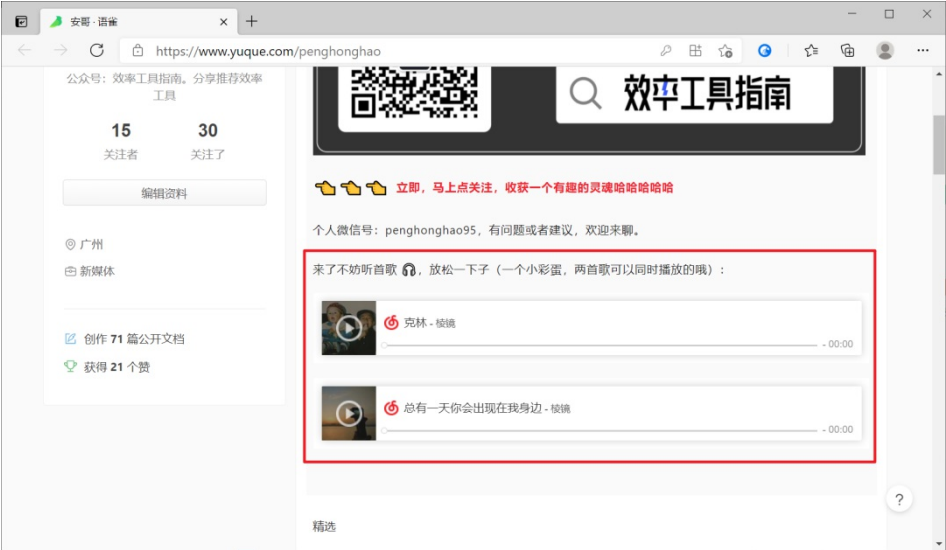 安哥 · 语雀
https://www.yuque.com/penghonghao
公众号：效率工具指南。分享推荐效率
工具
15
30
关注者
关注了
编辑资料
广州
新媒体
创作 71 篇公开文档
获得 21 个赞
效率工具指南
立即，马上点关注，收获一个有趣的灵魂哈哈哈哈哈
个人微信号：penghonghao95，有问题或者建议，欢迎来聊。
来了不妨听首歌 🎧，放松一下子（一个小彩蛋，两首歌可以同时播放的哦）：
克林 - 棱镜
- 00:00
总有一天你会出现在我身边 - 棱镜
- 00:00
精选
?